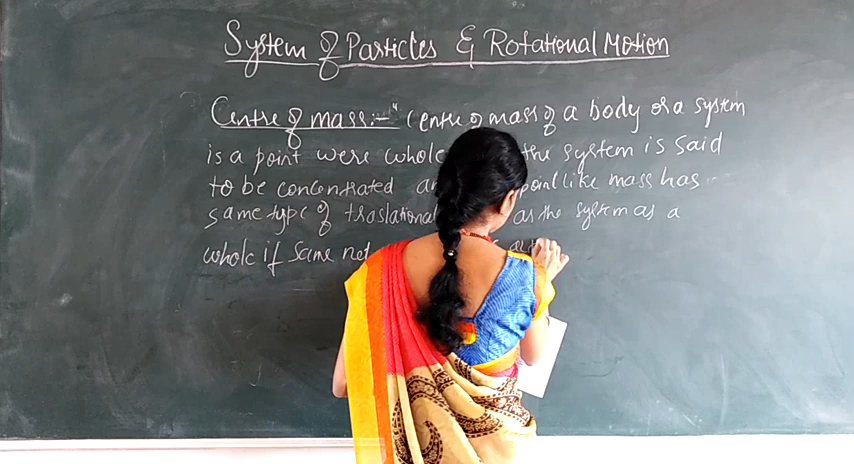 System of Particles & Rotational Motion
Centre of mass:- " Centre of mass of a body or a system
is a point were whole the system is said
to be concentrated point like mass has
same type of traslational as the system as a
whole if same net